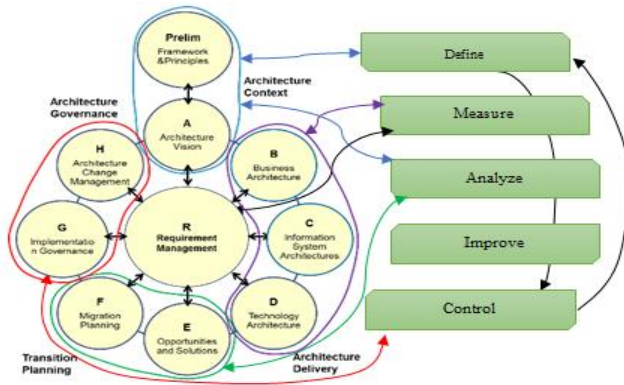 Prelim
Framework
&Principles
Architecture
Context
Architecture
Governance
A
Architecture
Vision
H
Architecture
Change
Management
B
Business
Architecture
R
Requirement
Management
G
Implementatio
n Governance
C
Information
System
Architectures
F
Migration
Planning
D
Technology
Architecture
E
Opportunities
and Solutions
Transition
Planning
Architecture
Delivery
Define
Measure
Analyze
Improve
Control